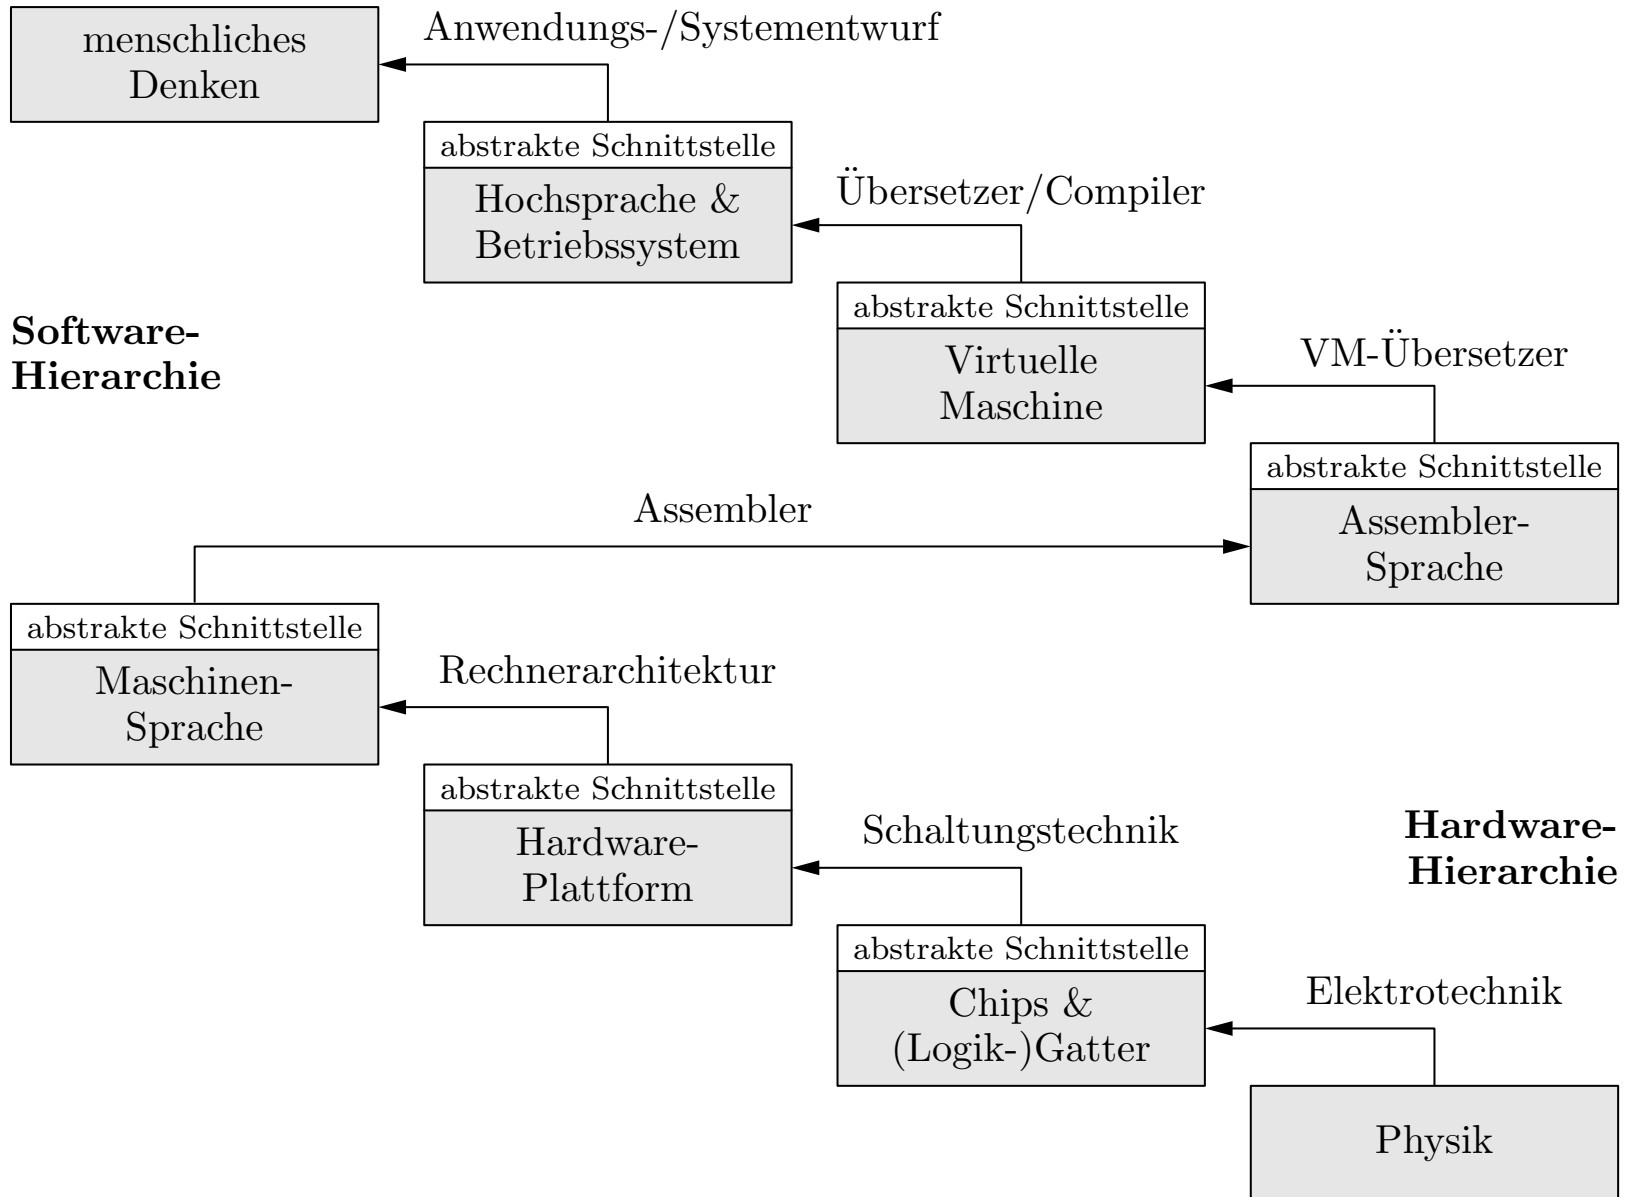 menschliches
Denken
Anwendungs-/Systementwurf
abstrakte Schnittstelle
Hochsprache &
Betriebssystem
Übersetzer/Compiler
abstrakte Schnittstelle
Virtuelle
Maschine
Software-
Hierarchie
VM-Übersetzer
abstrakte Schnittstelle
Assembler-
Sprache
Assembler
abstrakte Schnittstelle
Maschinen-
Sprache
Rechnerarchitektur
abstrakte Schnittstelle
Hardware-
Plattform
Schaltungstechnik
Hardware-
Hierarchie
abstrakte Schnittstelle
Chips &
(Logik-)Gatter
Elektrotechnik
Physik